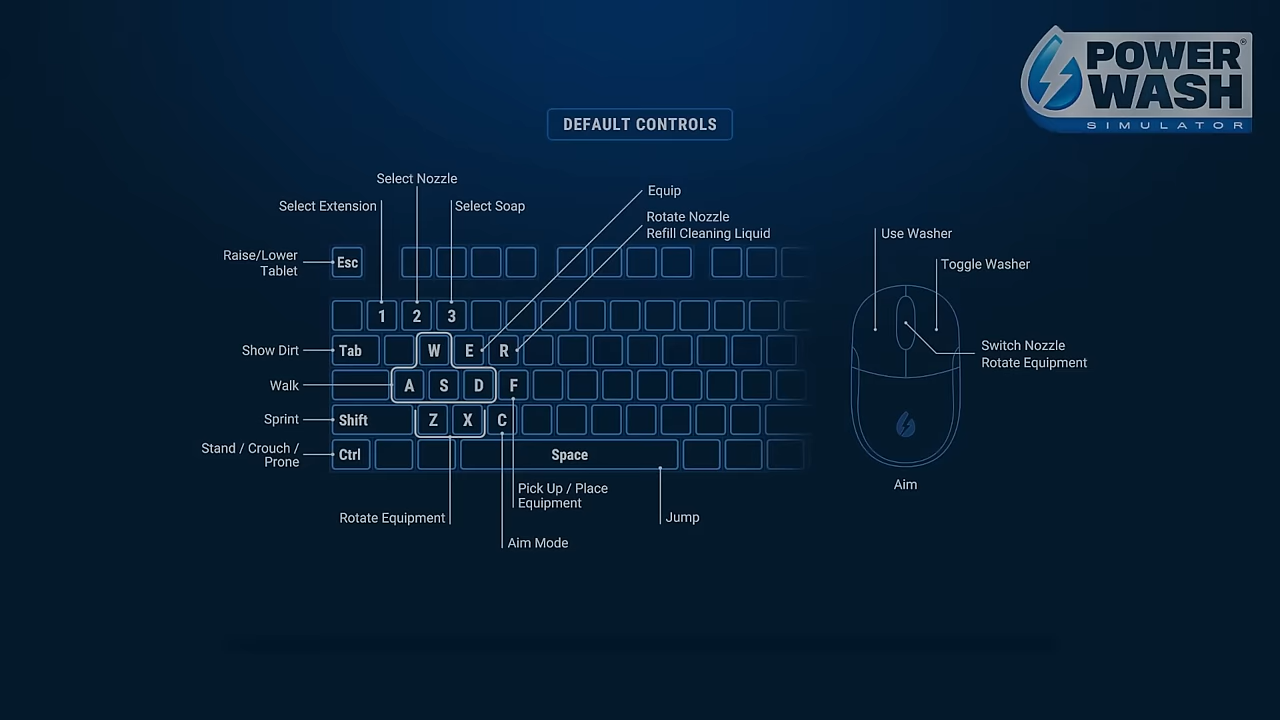 POWER
WASH
SIMULATOR
DEFAULT CONTROLS
Select Nozzle
Select Extension
Select Soap
Equip
Rotate Nozzle
Refill Cleaning Liquid
Raise/Lower
Tablet
Esc
1 2 3
Show Dirt
Tab W E R
Walk
A S D F
Sprint
Shift Z X C
Stand / Crouch /
Prone
Ctrl Space
Pick Up / Place
Equipment
Rotate Equipment
Jump
Aim Mode
Use Washer
Toggle Washer
Switch Nozzle
Rotate Equipment
Aim